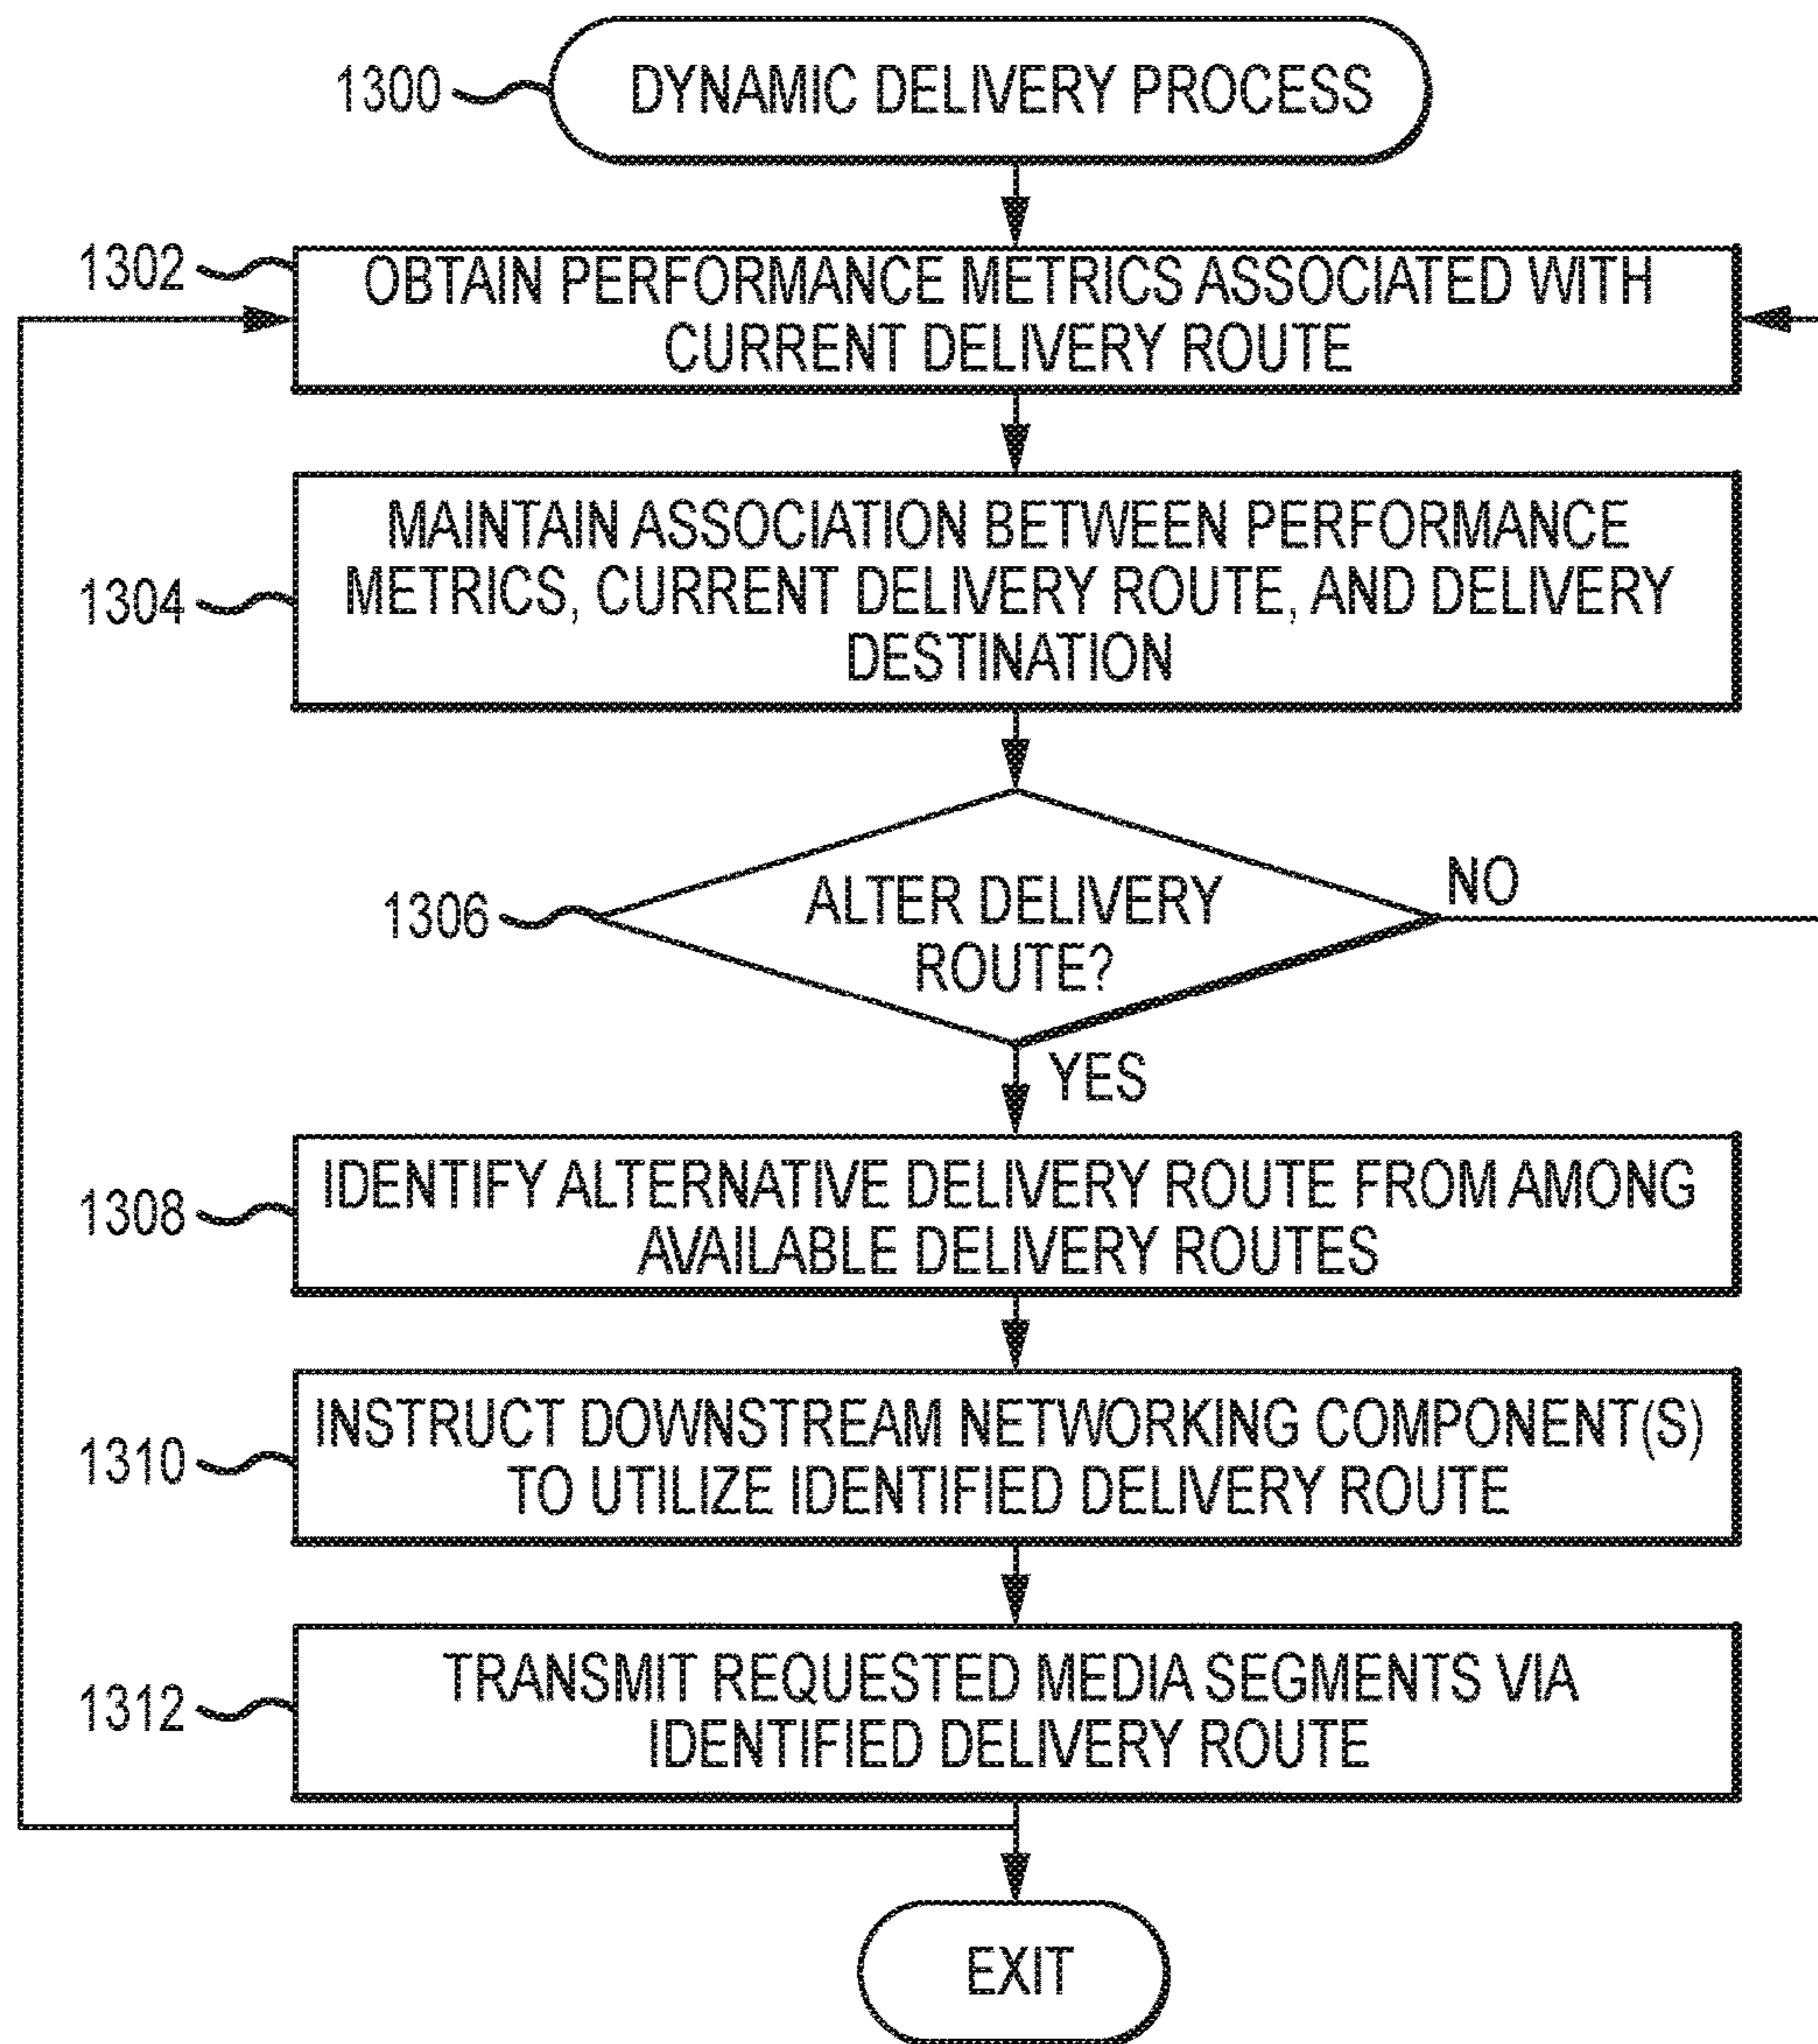 1300
DYNAMIC DELIVERY PROCESS
1302
OBTAIN PERFORMANCE METRICS ASSOCIATED WITH
CURRENT DELIVERY ROUTE
1304
MAINTAIN ASSOCIATION BETWEEN PERFORMANCE
METRICS, CURRENT DELIVERY ROUTE, AND DELIVERY
DESTINATION
1306
ALTER DELIVERY
ROUTE?
NO
YES
1308
IDENTIFY ALTERNATIVE DELIVERY ROUTE FROM AMONG
AVAILABLE DELIVERY ROUTES
1310
INSTRUCT DOWNSTREAM NETWORKING COMPONENT(S)
TO UTILIZE IDENTIFIED DELIVERY ROUTE
1312
TRANSMIT REQUESTED MEDIA SEGMENTS VIA
IDENTIFIED DELIVERY ROUTE
EXIT